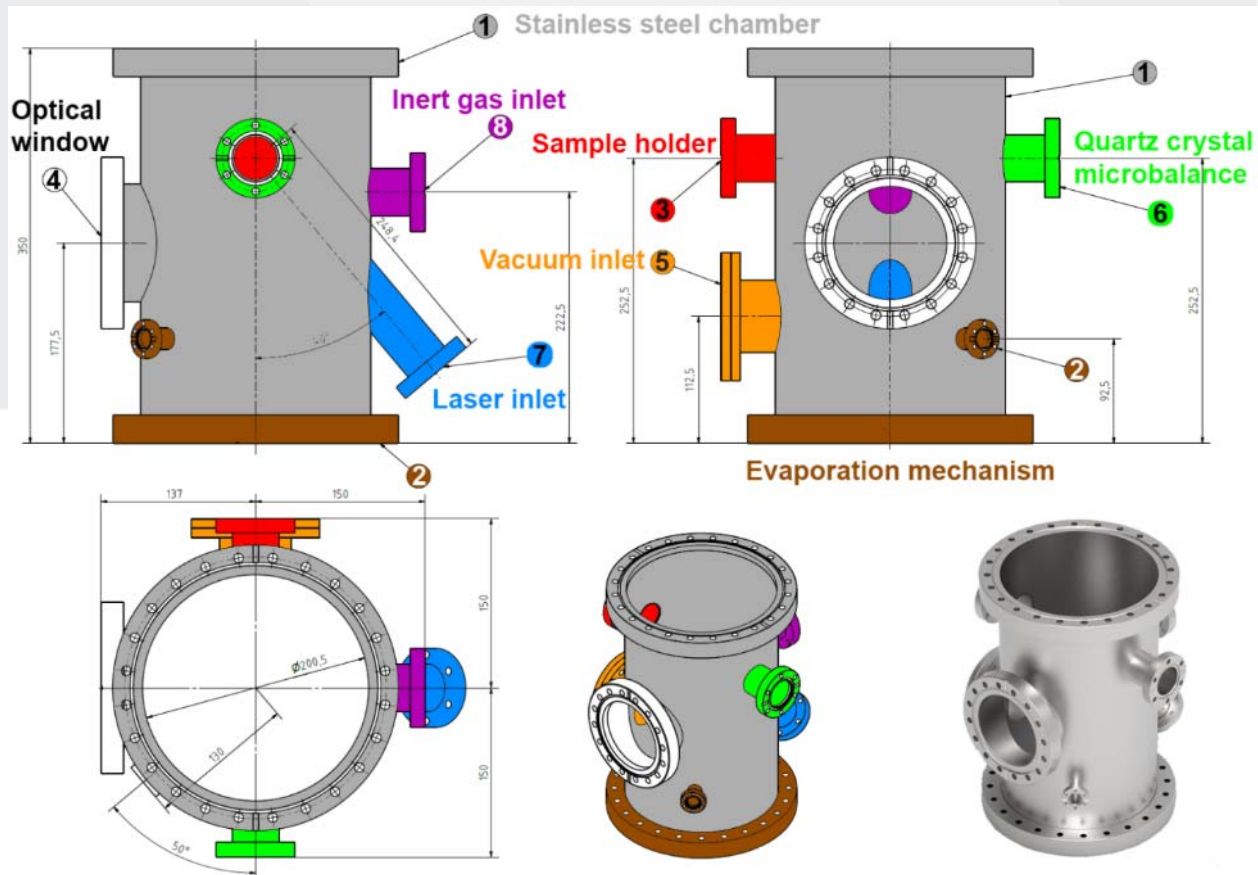 1 Stainless steel chamber
1
Optical
window
4
Inert gas inlet
8
Sample holder
3
Quartz crystal
microbalance
6
Vacuum inlet 5
350
177,5
248,4
222,5
7
Laser inlet
252,5
112,5
2
92,5
252,5
2
Evaporation mechanism
137
150
150
Ø200,5
130
150
50°